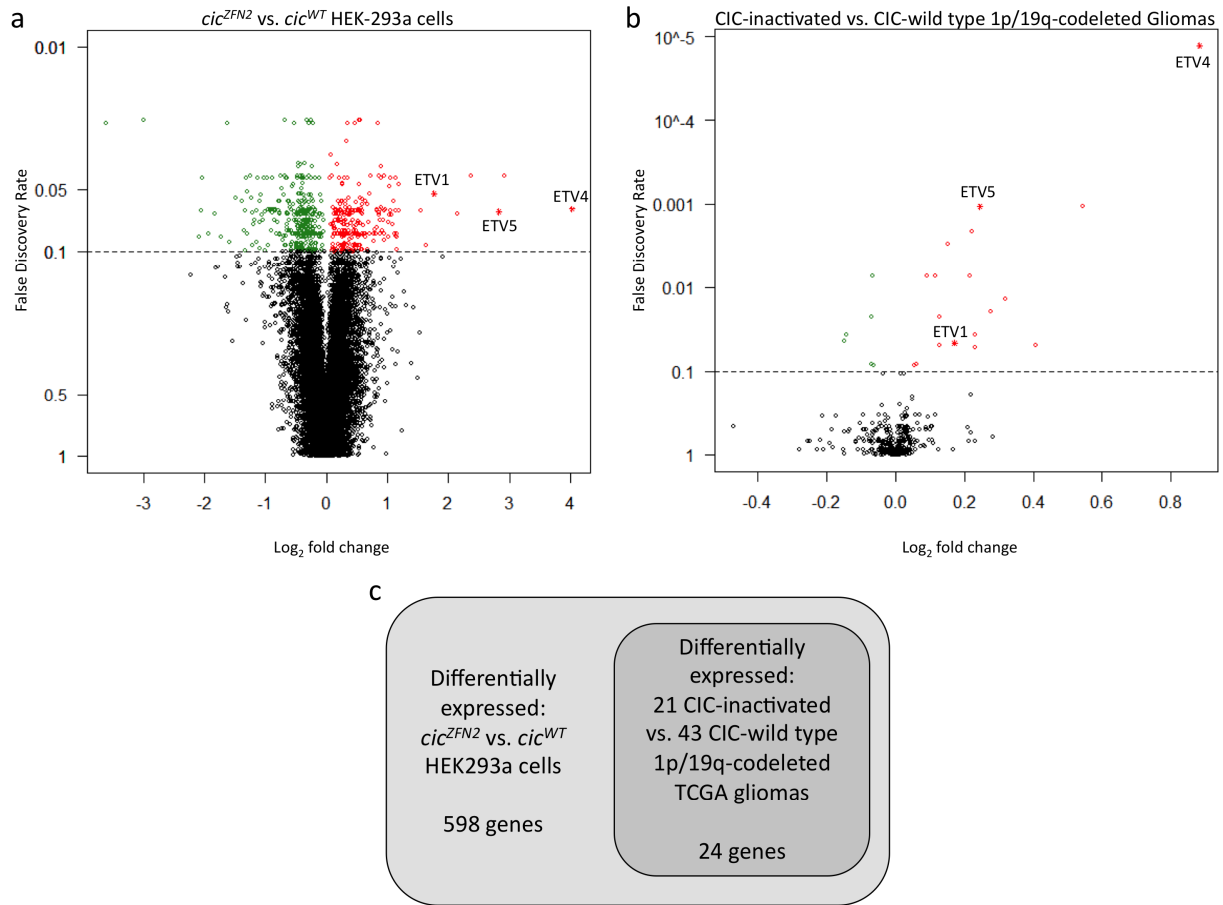 a
cic^ZFN2 vs. cic^WT HEK-293a cells
0.01
0.05
0.1
0.5
1
False Discovery Rate
ETV1
ETV4
ETV5
-3 -2 -1 0 1 2 3 4
Log2 fold change
b
CIC-inactivated vs. CIC-wild type 1p/19q-codeleted Gliomas
10^-5
10^-4
0.001
0.01
0.1
1
False Discovery Rate
ETV4
ETV5
ETV1
-0.4 -0.2 0.0 0.2 0.4 0.6 0.8
Log2 fold change
c
Differentially
expressed:
cic^ZFN2 vs. cic^WT
HEK293a cells
598 genes
Differentially
expressed:
21 CIC-inactivated
vs. 43 CIC-wild type
1p/19q-codeleted
TCGA gliomas
24 genes